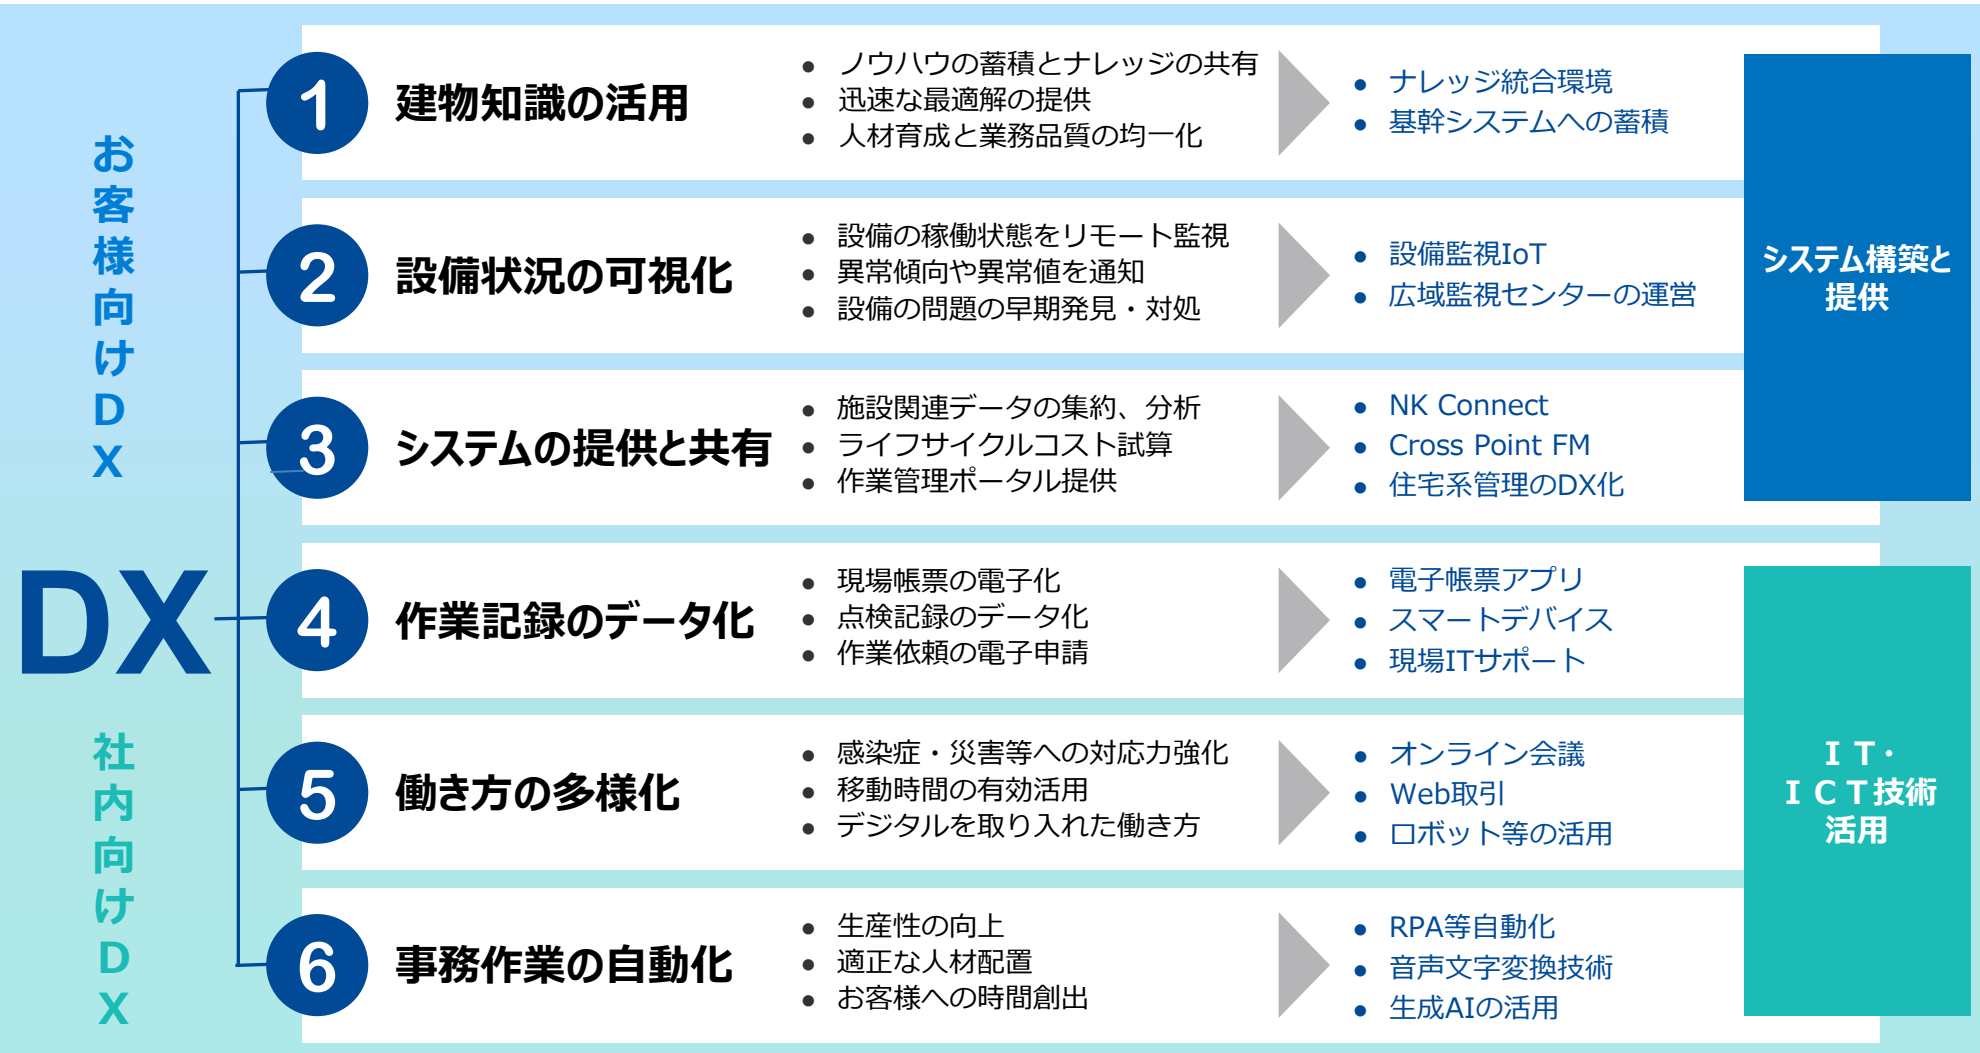 お客様向けDX
DX
社内向けDX
1
建物知識の活用
● ノウハウの蓄積とナレッジの共有
● 迅速な最適解の提供
● 人材育成と業務品質の均一化
● ナレッジ統合環境
● 基幹システムへの蓄積
2
設備状況の可視化
● 設備の稼働状態をリモート監視
● 異常傾向や異常値を通知
● 設備の問題の早期発見・対処
● 設備監視IoT
● 広域監視センターの運営
3
システムの提供と共有
● 施設関連データの集約、分析
● ライフサイクルコスト試算
● 作業管理ポータル提供
● NK Connect
● Cross Point FM
● 住宅系管理のDX化
システム構築と
提供
4
作業記録のデータ化
● 現場帳票の電子化
● 点検記録のデータ化
● 作業依頼の電子申請
● 電子帳票アプリ
● スマートデバイス
● 現場ITサポート
5
働き方の多様化
● 感染症・災害等への対応力強化
● 移動時間の有効活用
● デジタルを取り入れた働き方
● オンライン会議
● Web取引
● ロボット等の活用
6
事務作業の自動化
● 生産性の向上
● 適正な人材配置
● お客様への時間創出
● RPA等自動化
● 音声文字変換技術
● 生成AIの活用
ＩＴ・
ＩＣＴ技術
活用